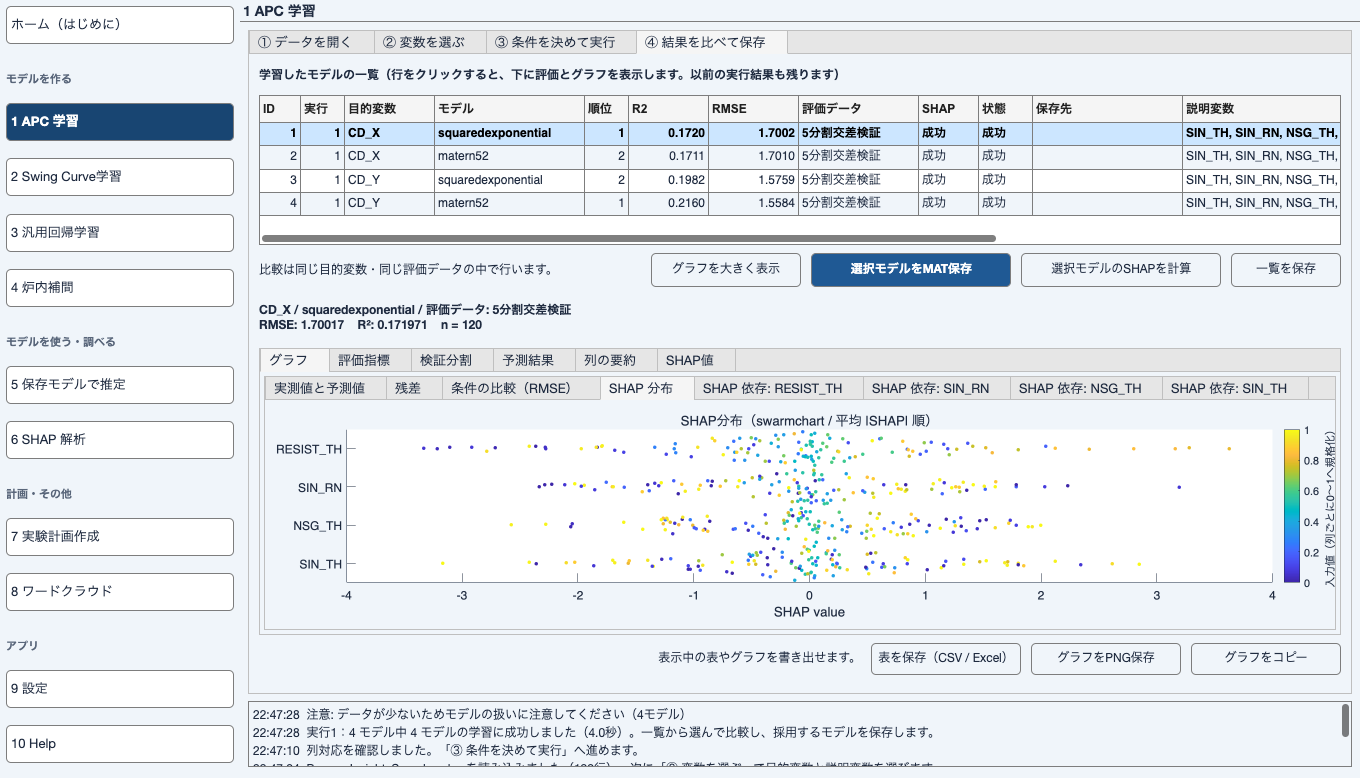 ホーム（はじめに）
モデルを作る
1 APC 学習
2 Swing Curve学習
3 汎用回帰学習
4 炉内補間
モデルを使う・調べる
5 保存モデルで推定
6 SHAP 解析
計画・その他
7 実験計画作成
8 ワードクラウド
アプリ
9 設定
10 Help
1 APC 学習
① データを開く ② 変数を選ぶ ③ 条件を決めて実行 ④ 結果を比べて保存
学習したモデルの一覧（行をクリックすると、下に評価とグラフを表示します。以前の実行結果も残ります）
ID 実行 目的変数 モデル 順位 R2 RMSE 評価データ SHAP 状態 保存先 説明変数
1 1 CD_X squaredexponential 1 0.1720 1.7002 5分割交差検証 成功 成功 SIN_TH, SIN_RN, NSG_TH,
2 1 CD_X matern52 2 0.1711 1.7010 5分割交差検証 成功 成功 SIN_TH, SIN_RN, NSG_TH,
3 1 CD_Y squaredexponential 2 0.1982 1.5759 5分割交差検証 成功 成功 SIN_TH, SIN_RN, NSG_TH,
4 1 CD_Y matern52 1 0.2160 1.5584 5分割交差検証 成功 成功 SIN_TH, SIN_RN, NSG_TH,
比較は同じ目的変数・同じ評価データの中で行います。 グラフを大きく表示 選択モデルをMAT保存 選択モデルのSHAPを計算 一覧を保存
CD_X / squaredexponential / 評価データ: 5分割交差検証
RMSE: 1.70017 R²: 0.171971 n = 120
グラフ 評価指標 検証分割 予測結果 列の要約 SHAP値
実測値と予測値 残差 条件の比較（RMSE） SHAP 分布 SHAP 依存: RESIST_TH SHAP 依存: SIN_RN SHAP 依存: NSG_TH SHAP 依存: SIN_TH
SHAP分布（swarmchart / 平均 |SHAP| 順）
RESIST_TH
SIN_RN
NSG_TH
SIN_TH
-4 -3 -2 -1 0 1 2 3 4
SHAP value
1
0.8
0.6
0.4
0.2
0
入力値（列ごとに0〜1へ規格化）
表示中の表やグラフを書き出せます。 表を保存（CSV / Excel） グラフをPNG保存 グラフをコピー
22:47:28 注意: データが少ないためモデルの扱いに注意してください（4モデル）
22:47:28 実行1：4 モデル中 4 モデルの学習に成功しました（4.0秒）。一覧から選んで比較し、採用するモデルを保存します。
22:47:10 列対応を確認しました。「③ 条件を決めて実行」へ進めます。